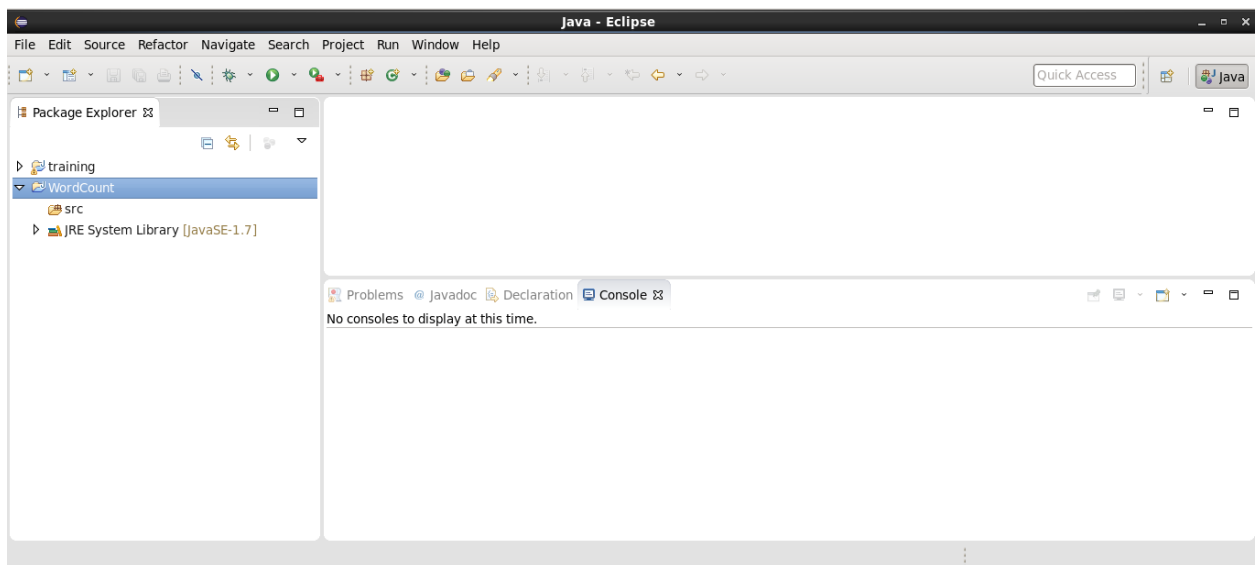 Java - Eclipse
File Edit Source Refactor Navigate Search Project Run Window Help
Quick Access
Java
Package Explorer
training
WordCount
src
JRE System Library [JavaSE-1.7]
Problems @ Javadoc Declaration Console
No consoles to display at this time.